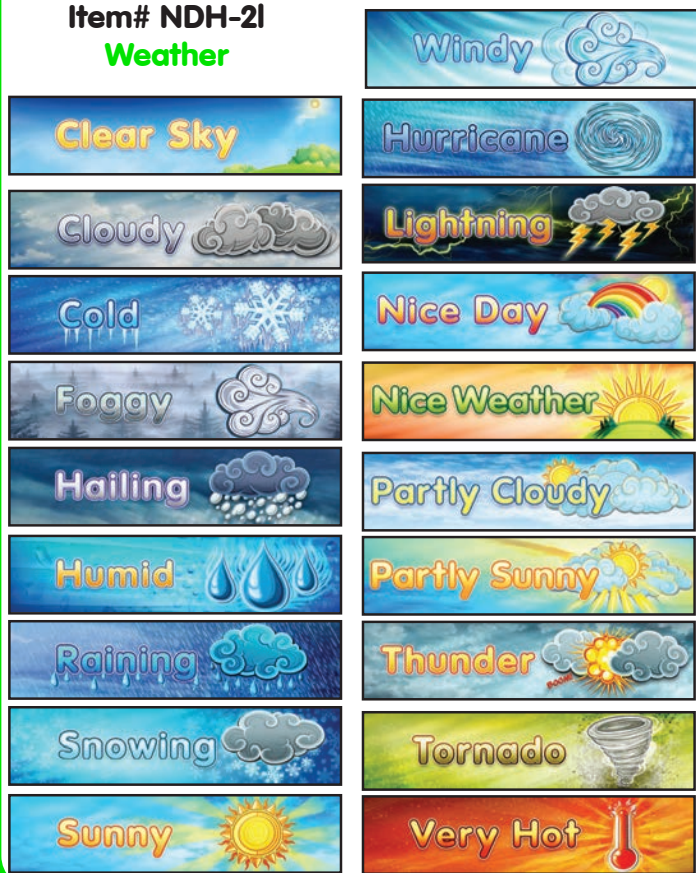 Item# NDH-2l
Weather
Clear Sky
Cloudy
Cold
Foggy
Hailing
Humid
Raining
Snowing
Sunny
Windy
Hurricane
Lightning
Nice Day
Nice Weather
Partly Cloudy
Partly Sunny
Thunder
BOOM!
Tornado
Very Hot